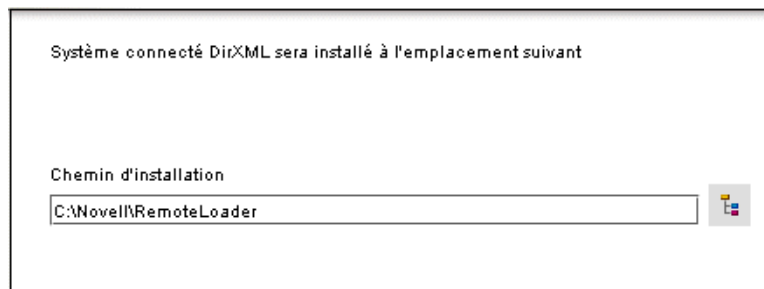 Système connecté DirXML sera installé à l'emplacement suivant
Chemin d'installation
C:\Novell\RemoteLoader